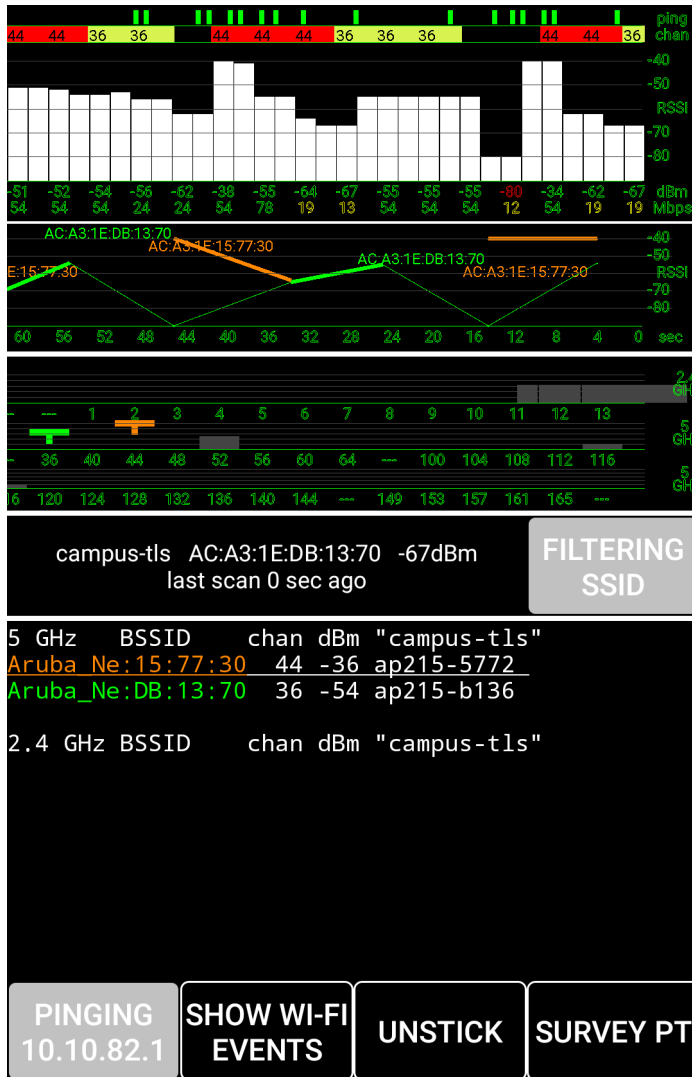 ping
44 44 36 36 44 44 44 36 36 36 44 44 36 chan
-40
-50
RSSI
-70
-80
-51 -52 -54 -56 -62 -38 -55 -64 -67 -55 -55 -55 -80 -34 -62 -67 dBm
54 54 54 24 24 54 78 19 13 54 54 54 12 54 19 19 Mbps
AC:A3:1E:DB:13:70 -40
AC:A3:1E:15:77:30
AC:A3:1E:DB:13:70
E:15:77:30 AC:A3:1E:15:77:30 RSSI
-70
-80
60 56 52 48 44 40 36 32 28 24 20 16 12 8 4 0 sec
2.4
GH
--- 1 2 3 4 5 6 7 8 9 10 11 12 13
5
GH
36 40 44 48 52 56 60 64 --- 100 104 108 112 116
5
GH
16 120 124 128 132 136 140 144 --- 149 153 157 161 165 ---
campus-tls AC:A3:1E:DB:13:70 -67dBm
last scan 0 sec ago
FILTERING
SSID
5 GHz BSSID chan dBm "campus-tls"
Aruba_Ne:15:77:30 44 -36 ap215-5772
Aruba_Ne:DB:13:70 36 -54 ap215-b136
2.4 GHz BSSID chan dBm "campus-tls"
PINGING
10.10.82.1
SHOW WI-FI
EVENTS
UNSTICK
SURVEY PT